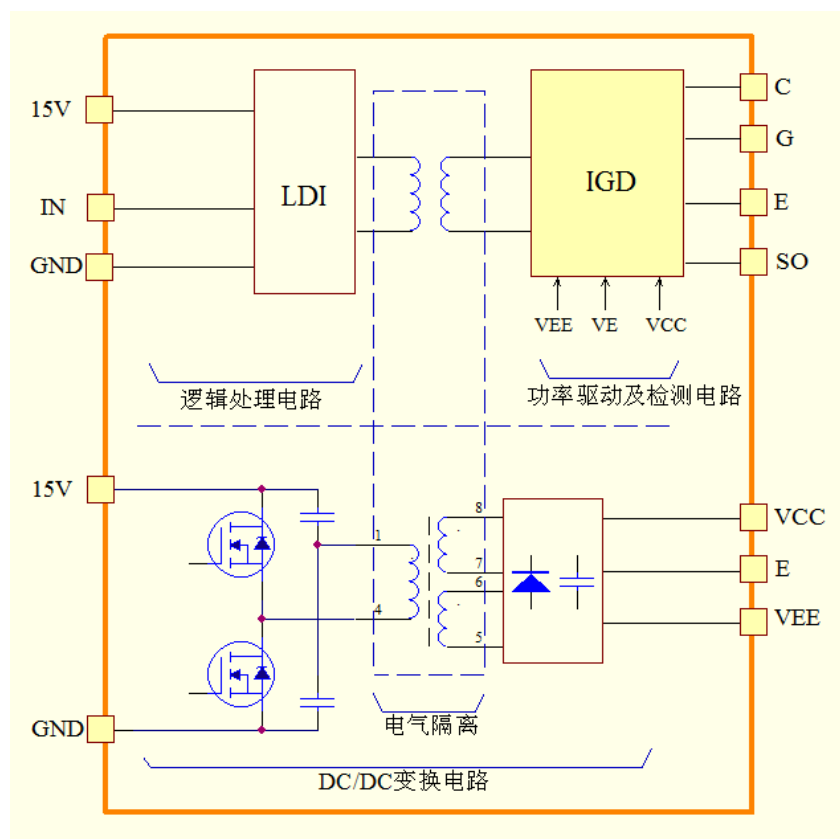 15V
IN
GND
LDI
IGD
C
G
E
SO
VEE VE VCC
逻辑处理电路
功率驱动及检测电路
15V
GND
1
4
8
7
6
5
VCC
E
VEE
电气隔离
DC/DC变换电路